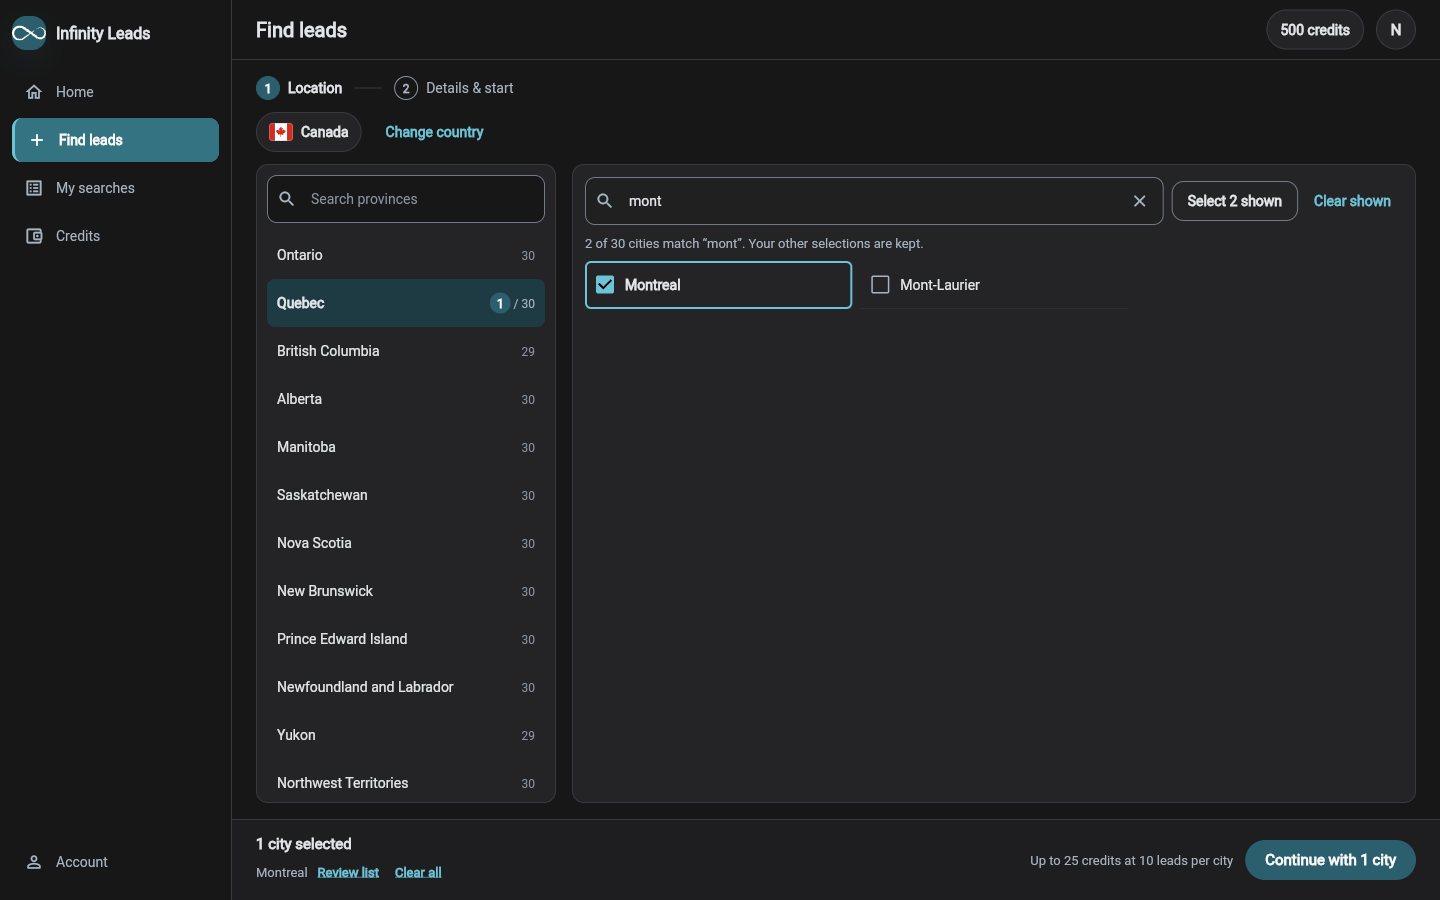 Infinity Leads
Home
Find leads
My searches
Credits
Account
Find leads
500 credits
N
1 Location
2 Details & start
Canada
Change country
Search provinces
Ontario 30
Quebec 1 / 30
British Columbia 29
Alberta 30
Manitoba 30
Saskatchewan 30
Nova Scotia 30
New Brunswick 30
Prince Edward Island 30
Newfoundland and Labrador 30
Yukon 29
Northwest Territories 30
mont
Select 2 shown
Clear shown
2 of 30 cities match “mont”. Your other selections are kept.
Montreal
Mont-Laurier
1 city selected
Montreal Review list Clear all
Up to 25 credits at 10 leads per city
Continue with 1 city